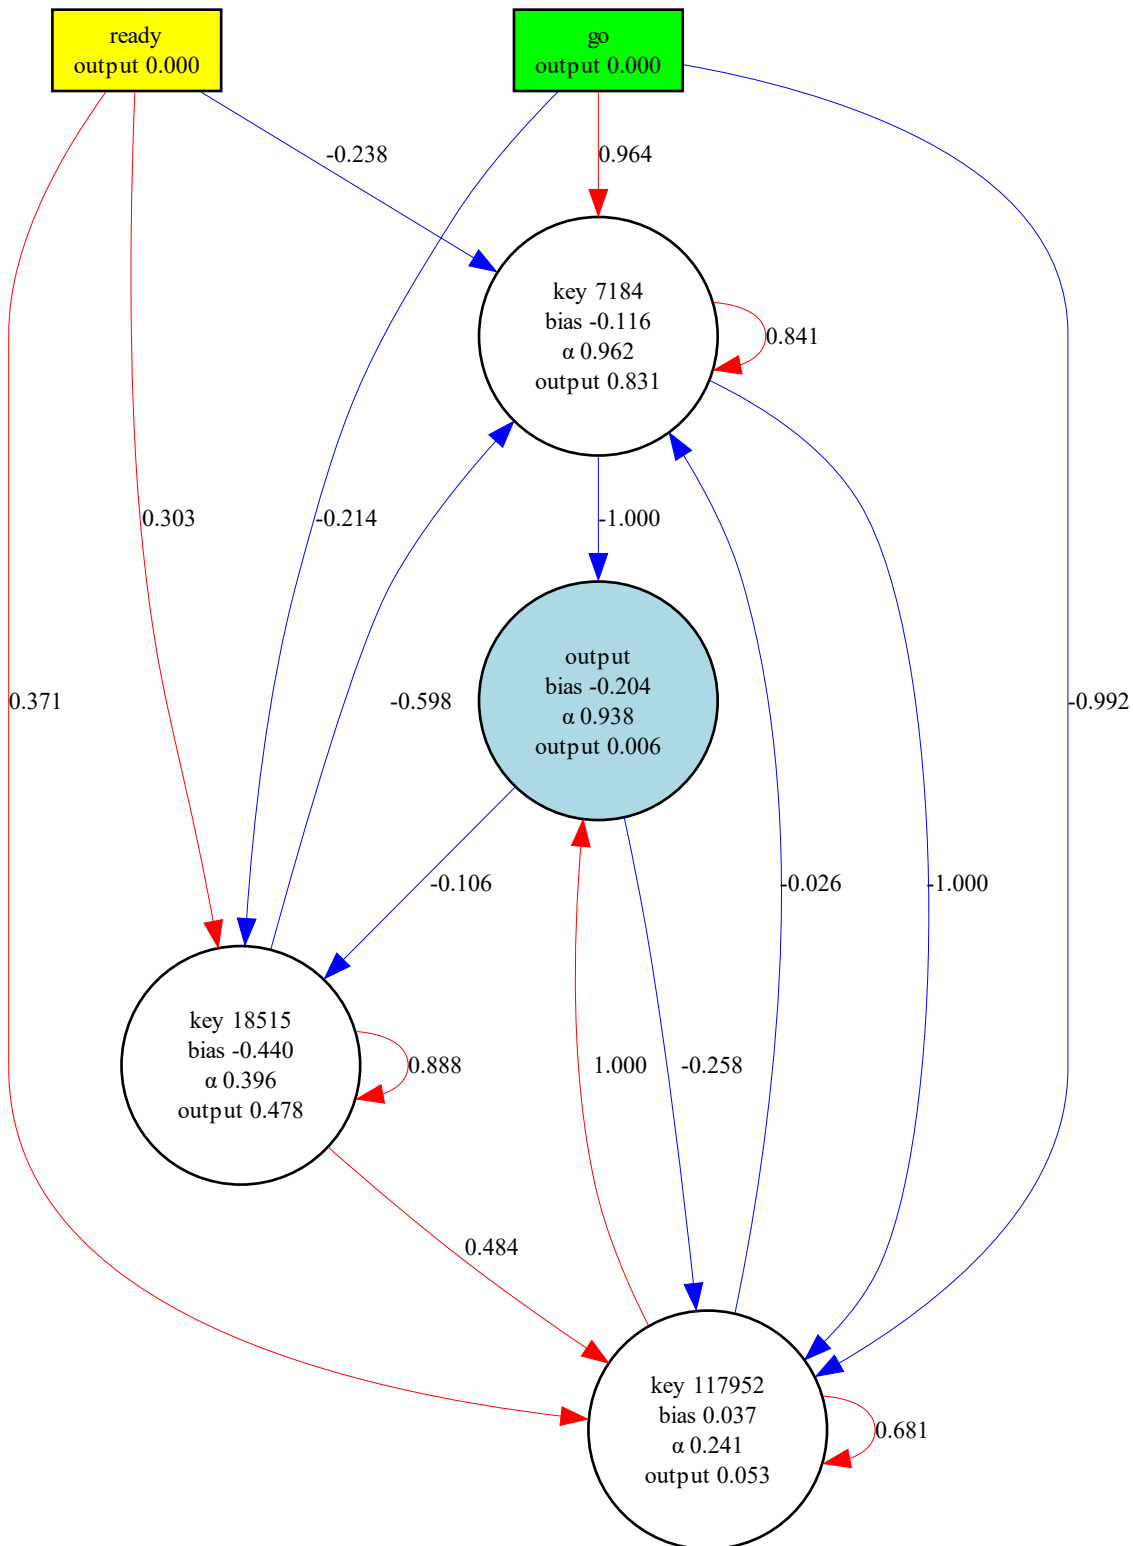 ready
output 0.000
go
output 0.000
-0.238
0.964
key 7184
bias -0.116
α 0.962
output 0.831
0.841
0.303
-0.214
-1.000
output
bias -0.204
α 0.938
output 0.006
0.371
-0.598
-0.992
-0.106
-0.026
-1.000
key 18515
bias -0.440
α 0.396
output 0.478
0.888
1.000
-0.258
0.484
key 117952
bias 0.037
α 0.241
output 0.053
0.681